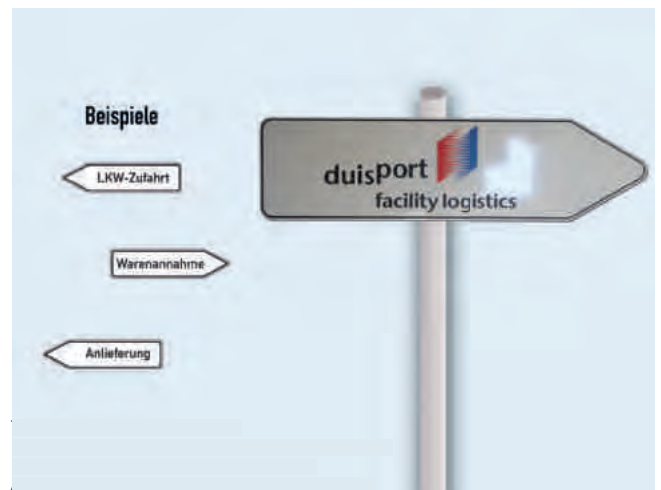 Beispiele
LKW-Zufahrt
Warenannahme
Anlieferung
duisport
facility logistics